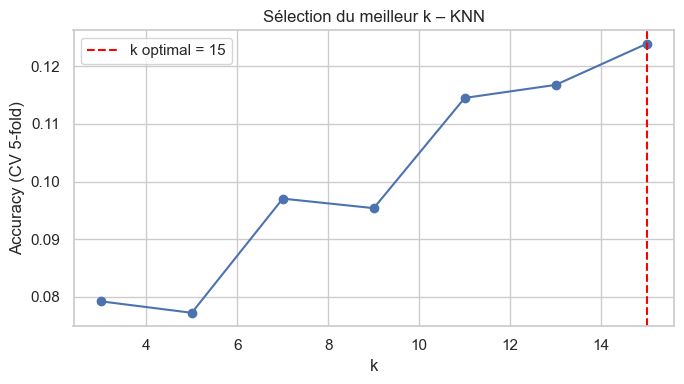 Sélection du meilleur k – KNN
k optimal = 15
Accuracy (CV 5-fold)
0.12
0.11
0.10
0.09
0.08
4 6 8 10 12 14
k